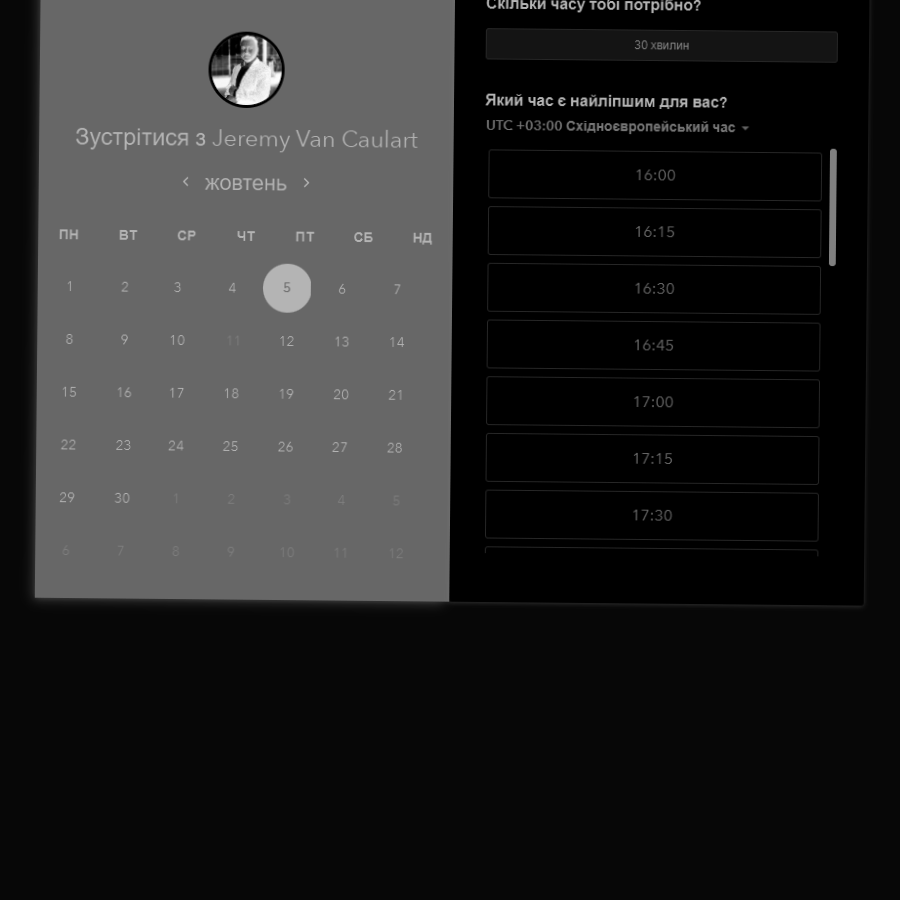 Зустрітися з Jeremy Van Caulart
жовтень
ПН ВТ СР ЧТ ПТ СБ НД
1 2 3 4 5 6 7
8 9 10 11 12 13 14
15 16 17 18 19 20 21
22 23 24 25 26 27 28
29 30 1 2 3 4 5
6 7 8 9 10 11 12
Скільки часу тобі потрібно?
30 хвилин
Який час є найліпшим для вас?
UTC +03:00 Східноєвропейський час
16:00
16:15
16:30
16:45
17:00
17:15
17:30